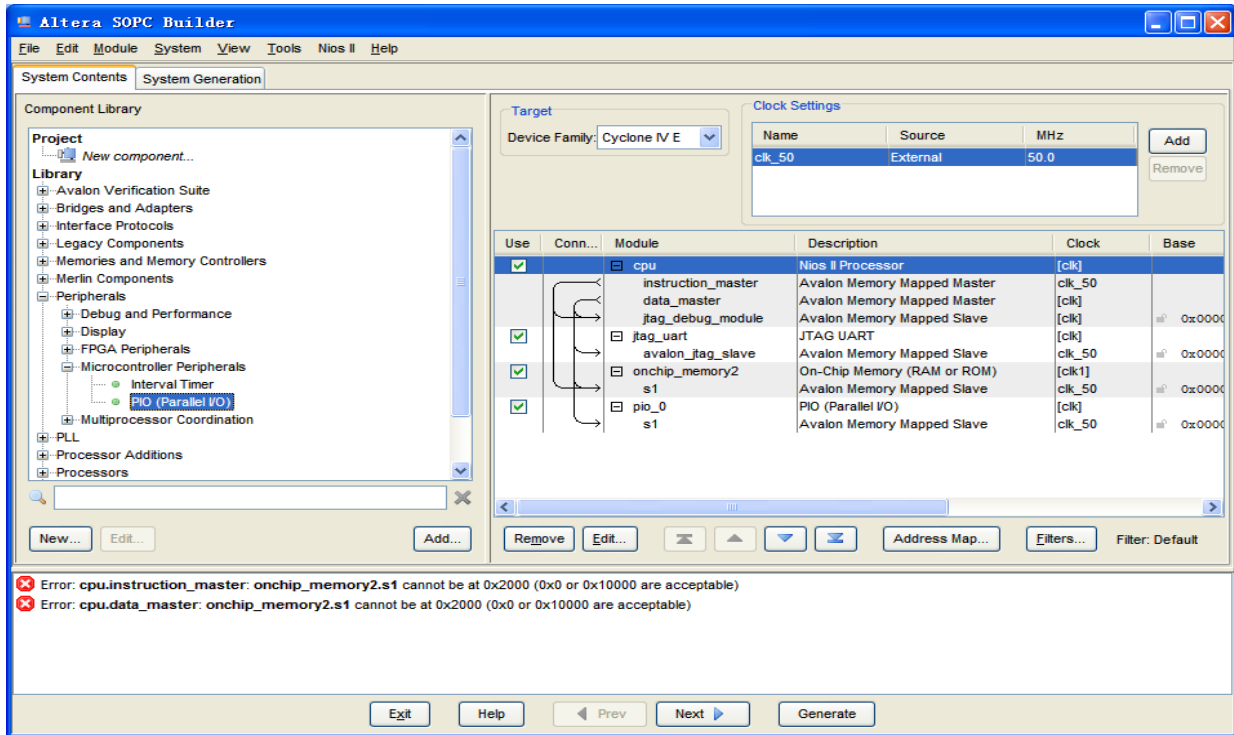 Altera SOPC Builder
File Edit Module System View Tools Nios II Help
System Contents System Generation
Component Library
Project
New component...
Library
Avalon Verification Suite
Bridges and Adapters
Interface Protocols
Legacy Components
Memories and Memory Controllers
Merlin Components
Peripherals
Debug and Performance
Display
FPGA Peripherals
Microcontroller Peripherals
Interval Timer
PIO (Parallel I/O)
Multiprocessor Coordination
PLL
Processor Additions
Processors
New... Edit... Add...
Target
Device Family: Cyclone IV E
Clock Settings
Name Source MHz
clk_50 External 50.0
Add
Remove
Use Conn... Module Description Clock Base
cpu Nios II Processor [clk]
instruction_master Avalon Memory Mapped Master clk_50
data_master Avalon Memory Mapped Master [clk]
jtag_debug_module Avalon Memory Mapped Slave [clk] 0x0000
jtag_uart JTAG UART [clk]
avalon_jtag_slave Avalon Memory Mapped Slave clk_50 0x0000
onchip_memory2 On-Chip Memory (RAM or ROM) [clk1]
s1 Avalon Memory Mapped Slave clk_50 0x0000
pio_0 PIO (Parallel I/O) [clk]
s1 Avalon Memory Mapped Slave clk_50 0x0000
Remove Edit... Address Map... Filters... Filter: Default
Error: cpu.instruction_master: onchip_memory2.s1 cannot be at 0x2000 (0x0 or 0x10000 are acceptable)
Error: cpu.data_master: onchip_memory2.s1 cannot be at 0x2000 (0x0 or 0x10000 are acceptable)
Exit Help Prev Next Generate